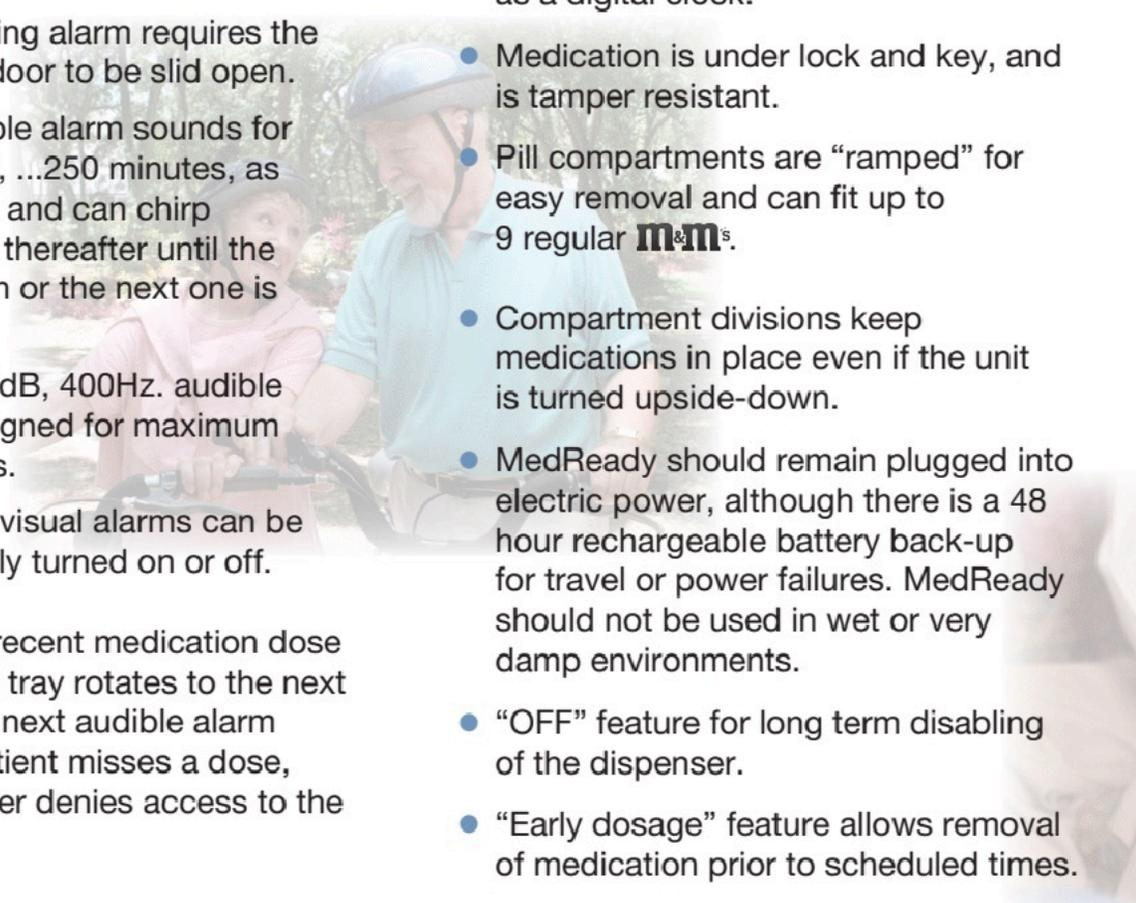 ing alarm requires the
door to be slid open.
ble alarm sounds for
, ...250 minutes, as
and can chirp
thereafter until the
n or the next one is
dB, 400Hz. audible
gned for maximum
s.
visual alarms can be
ly turned on or off.
recent medication dose
tray rotates to the next
next audible alarm
tient misses a dose,
er denies access to the
as a digital clock.
• Medication is under lock and key, and
is tamper resistant.
• Pill compartments are “ramped” for
easy removal and can fit up to
9 regular m&m's.
• Compartment divisions keep
medications in place even if the unit
is turned upside-down.
• MedReady should remain plugged into
electric power, although there is a 48
hour rechargeable battery back-up
for travel or power failures. MedReady
should not be used in wet or very
damp environments.
• “OFF” feature for long term disabling
of the dispenser.
• “Early dosage” feature allows removal
of medication prior to scheduled times.